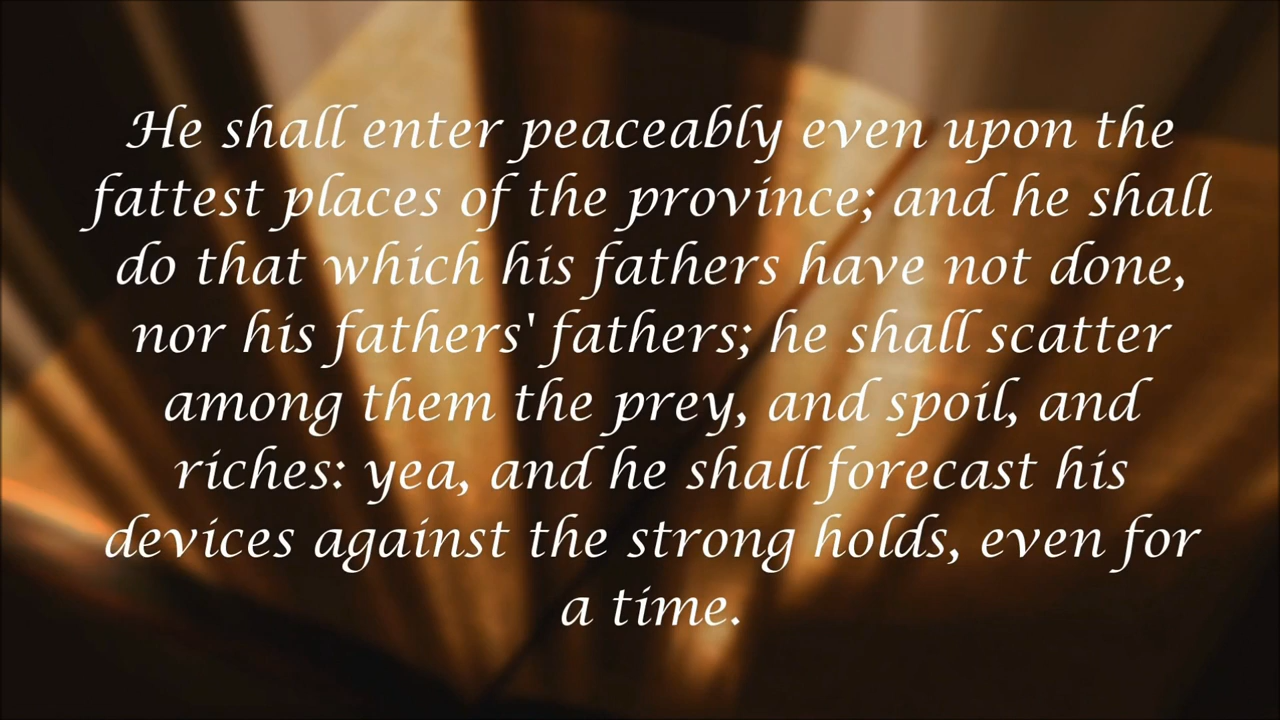 He shall enter peaceably even upon the
fattest places of the province; and he shall
do that which his fathers have not done,
nor his fathers' fathers; he shall scatter
among them the prey, and spoil, and
riches: yea, and he shall forecast his
devices against the strong holds, even for
a time.